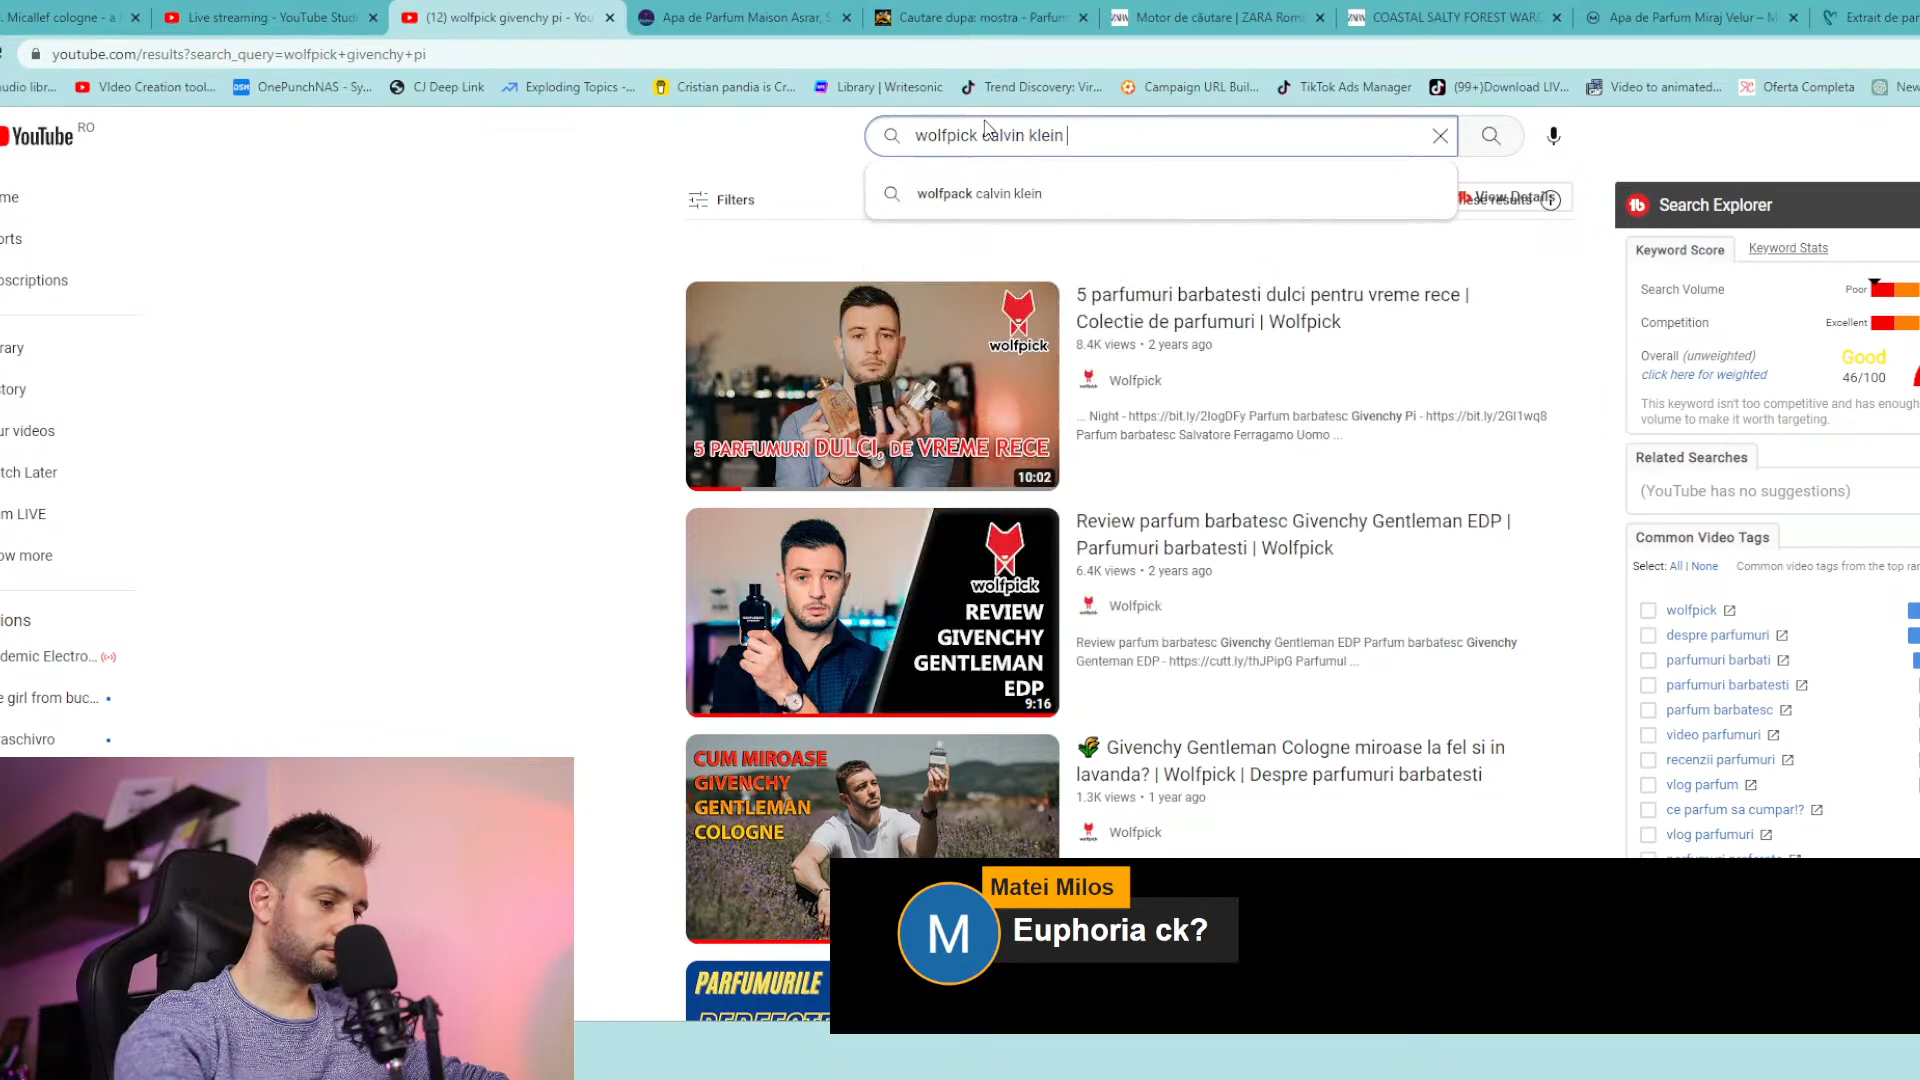 . Micallef cologne - a l
Live streaming - YouTube Stud
(12) wolfpick givenchy pi - You
Apa de Parfum Maison Asrar, S
Cautare dupa: mostra - Parfum
Motor de căutare | ZARA Rom
COASTAL SALTY FOREST WARD
Apa de Parfum Miraj Velur – M
Extrait de par
youtube.com/results?search_query=wolfpick+givenchy+pi
udio libr...
VIdeo Creation tool...
OnePunchNAS - Sy...
CJ Deep Link
Exploding Topics -...
Cristian pandia is Cr...
Library | Writesonic
Trend Discovery: Vir...
Campaign URL Buil...
TikTok Ads Manager
(99+)Download LIV...
Video to animated...
Oferta Completa
New
YouTube RO
wolfpick calvin klein
wolfpack calvin klein
Filters
View Details
me
orts
bscriptions
rary
story
ur videos
tch Later
m LIVE
ow more
ions
demic Electro...
e girl from buc...
raschivro
wolfpick
5 PARFUMURI DULCI, DE VREME RECE
10:02
5 parfumuri barbatesti dulci pentru vreme rece |
Colectie de parfumuri | Wolfpick
8.4K views • 2 years ago
Wolfpick
... Night - https://bit.ly/2logDFy Parfum barbatesc Givenchy Pi - https://bit.ly/2GI1wq8
Parfum barbatesc Salvatore Ferragamo Uomo ...
wolfpick
REVIEW
GIVENCHY
GENTLEMAN
EDP
9:16
Review parfum barbatesc Givenchy Gentleman EDP |
Parfumuri barbatesti | Wolfpick
6.4K views • 2 years ago
Wolfpick
Review parfum barbatesc Givenchy Gentleman EDP Parfum barbatesc Givenchy
Genteman EDP - https://cutt.ly/thJPipG Parfumul ...
CUM MIROASE
GIVENCHY
GENTLEMAN
COLOGNE
Givenchy Gentleman Cologne miroase la fel si in
lavanda? | Wolfpick | Despre parfumuri barbatesti
1.3K views • 1 year ago
Wolfpick
PARFUMURILE
Search Explorer
Keyword Score
Keyword Stats
Search Volume
Poor
Competition
Excellent
Overall (unweighted)
Good
click here for weighted
46/100
This keyword isn't too competitive and has enough
volume to make it worth targeting.
Related Searches
(YouTube has no suggestions)
Common Video Tags
Select: All | None
Common video tags from the top ran
wolfpick
despre parfumuri
parfumuri barbati
parfumuri barbatesti
parfum barbatesc
video parfumuri
recenzii parfumuri
vlog parfum
ce parfum sa cumpar!?
vlog parfumuri
Matei Milos
M
Euphoria ck?